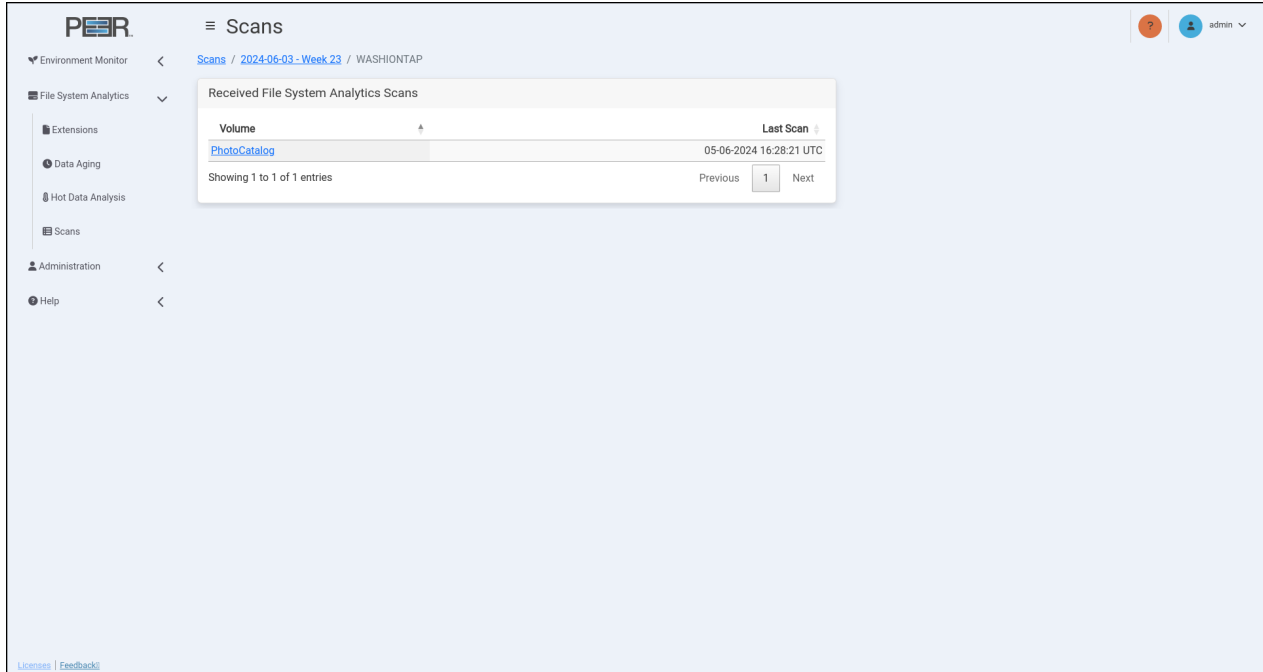 PEER
Scans
admin
Environment Monitor
Scans / 2024-06-03 - Week 23 / WASHIONTAP
File System Analytics
Received File System Analytics Scans
Extensions
Volume Last Scan
PhotoCatalog 05-06-2024 16:28:21 UTC
Data Aging
Showing 1 to 1 of 1 entries Previous 1 Next
Hot Data Analysis
Scans
Administration
Help
Licenses | Feedback